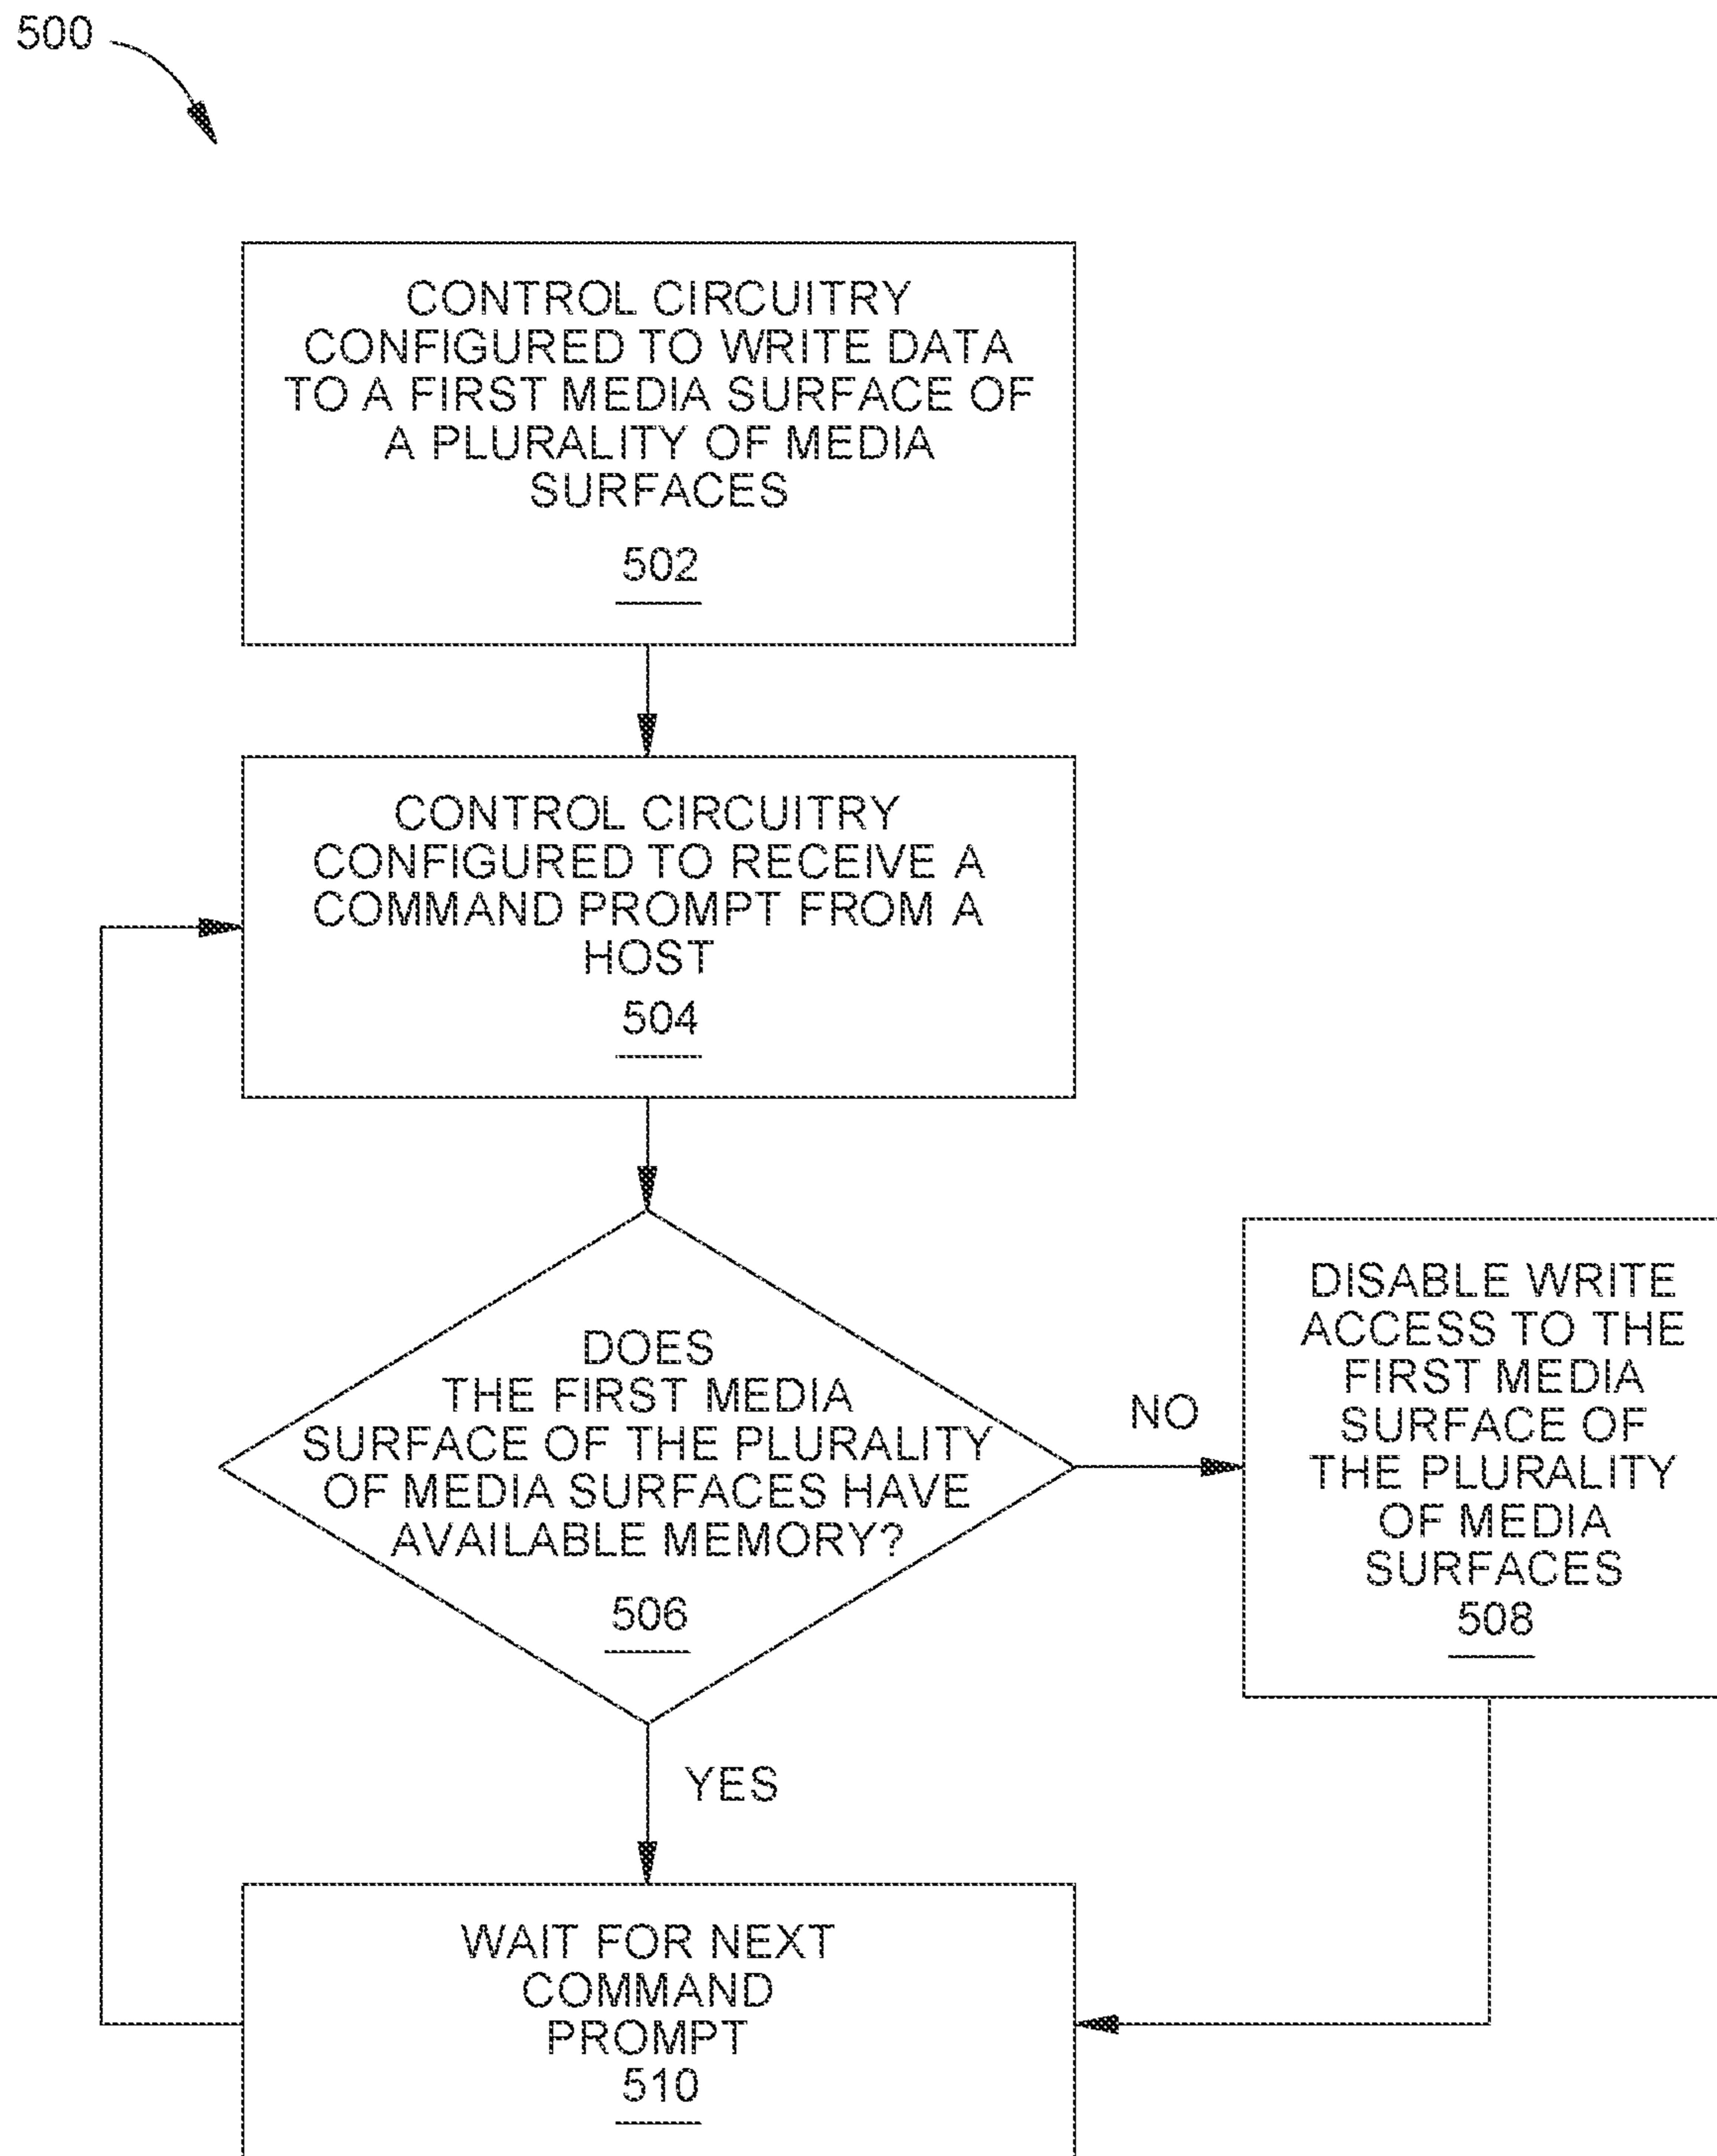 500
CONTROL CIRCUITRY
CONFIGURED TO WRITE DATA
TO A FIRST MEDIA SURFACE OF
A PLURALITY OF MEDIA
SURFACES
502
CONTROL CIRCUITRY
CONFIGURED TO RECEIVE A
COMMAND PROMPT FROM A
HOST
504
DOES
THE FIRST MEDIA
SURFACE OF THE PLURALITY
OF MEDIA SURFACES HAVE
AVAILABLE MEMORY?
506
NO
DISABLE WRITE
ACCESS TO THE
FIRST MEDIA
SURFACE OF
THE PLURALITY
OF MEDIA
SURFACES
508
YES
WAIT FOR NEXT
COMMAND
PROMPT
510